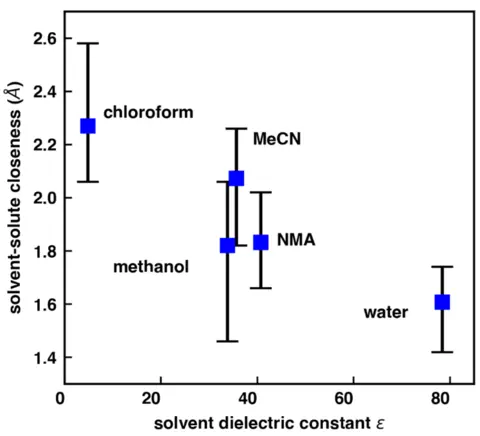 2.6
2.4
2.2
2.0
1.8
1.6
1.4
solvent-solute closeness (Å)
chloroform
MeCN
NMA
methanol
water
0 20 40 60 80
solvent dielectric constant ε